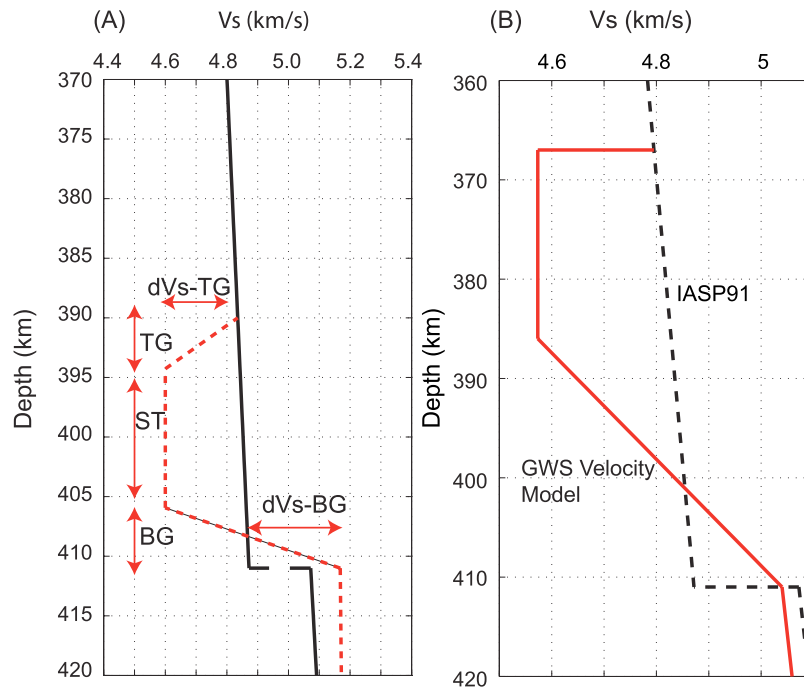 (A) Vs (km/s)
4.4 4.6 4.8 5.0 5.2 5.4
370
375
380
385
390
395
400
405
410
415
420
Depth (km)
dVs-TG
TG
ST
dVs-BG
BG
(B) Vs (km/s)
4.6 4.8 5
360
370
380
390
400
410
420
Depth (km)
IASP91
GWS Velocity
Model